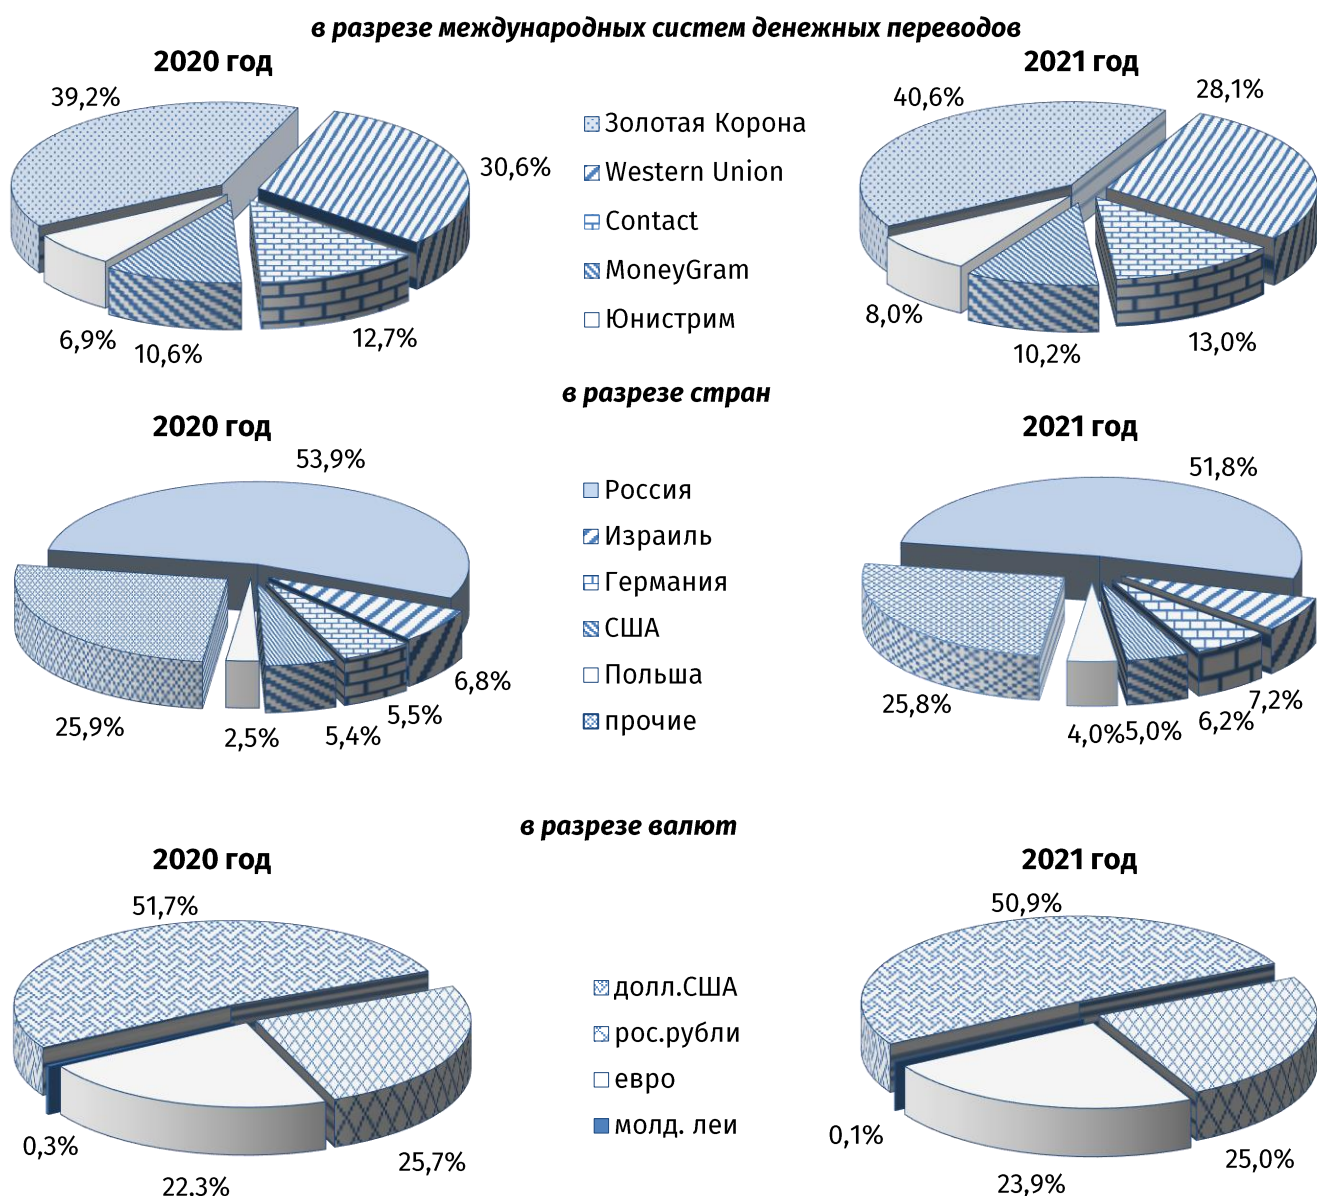 в разрезе международных систем денежных переводов
2020 год
2021 год
39,2%
30,6%
12,7%
10,6%
6,9%
Золотая Корона
Western Union
Contact
MoneyGram
Юнистрим
40,6%
28,1%
13,0%
10,2%
8,0%
в разрезе стран
2020 год
2021 год
53,9%
6,8%
5,5%
5,4%
2,5%
25,9%
Россия
Израиль
Германия
США
Польша
прочие
51,8%
7,2%
6,2%
5,0%
4,0%
25,8%
в разрезе валют
2020 год
2021 год
51,7%
25,7%
22.3%
0,3%
долл.США
рос.рубли
евро
молд. леи
50,9%
25,0%
23,9%
0,1%